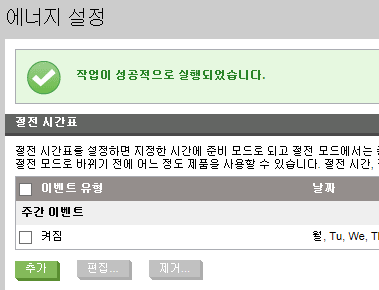 에너지 설정
작업이 성공적으로 실행되었습니다.
절전 시간표
절전 시간표을 설정하면 지정한 시간에 준비 모드로 되고 절전 모드에서는
절전 모드로 바뀌기 전에 어느 정도 제품을 사용할 수 있습니다. 절전 시간,
이벤트 유형 날짜
주간 이벤트
켜짐 월, Tu, We, Th
추가 편집... 제거...